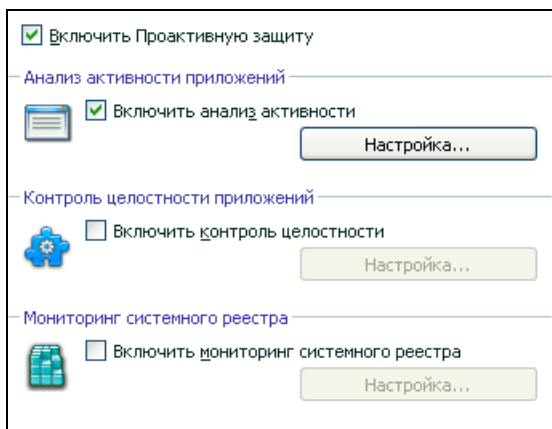 Включить Проактивную защиту
Анализ активности приложений
Включить анализ активности
Настройка...
Контроль целостности приложений
Включить контроль целостности
Настройка...
Мониторинг системного реестра
Включить мониторинг системного реестра
Настройка...